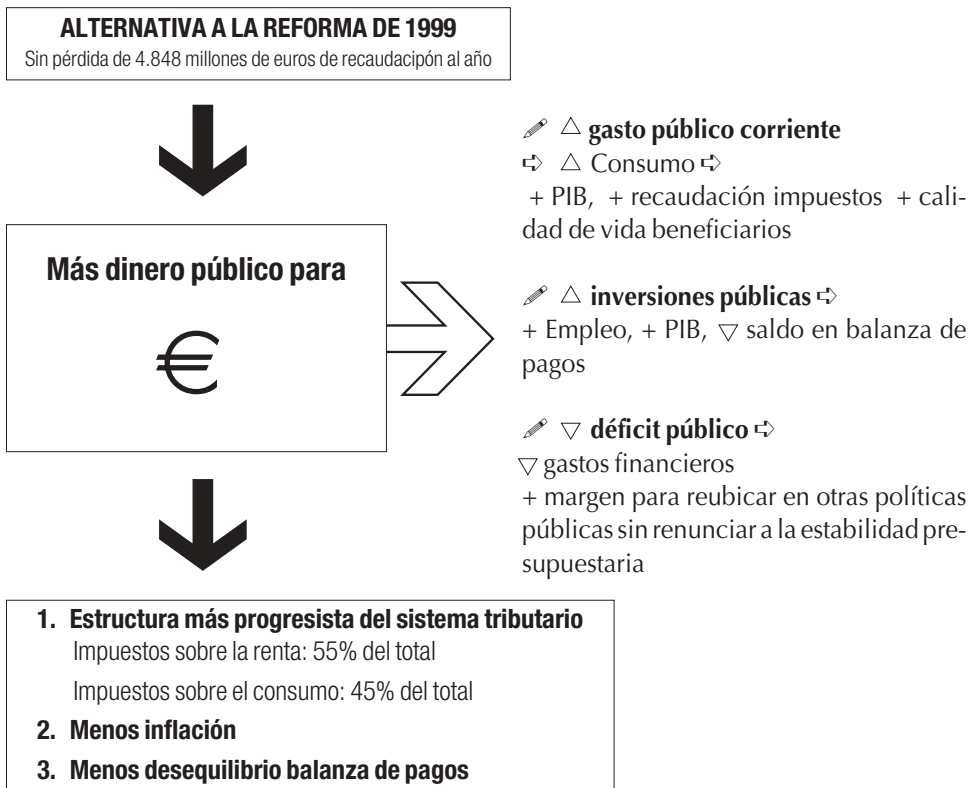 ALTERNATIVA A LA REFORMA DE 1999
Sin pérdida de 4.848 millones de euros de recaudacipón al año
✐ △ gasto público corriente
➪ △ Consumo ➪
+ PIB, + recaudación impuestos + cali-
dad de vida beneficiarios
Más dinero público para
€
✐ △ inversiones públicas ➪
+ Empleo, + PIB, ▽ saldo en balanza de
pagos
✐ ▽ déficit público ➪
▽ gastos financieros
+ margen para reubicar en otras políticas
públicas sin renunciar a la estabilidad pre-
supuestaria
1. Estructura más progresista del sistema tributario
Impuestos sobre la renta: 55% del total
Impuestos sobre el consumo: 45% del total
2. Menos inflación
3. Menos desequilibrio balanza de pagos